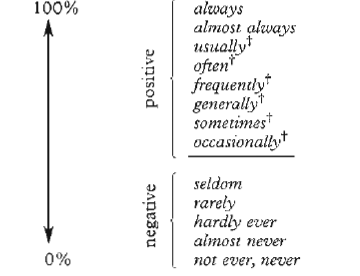 100%
always
almost always
usually†
often†
frequently†
generally†
sometimes†
occasionally†
positive
seldom
rarely
hardly ever
almost never
not ever, never
negative
0%